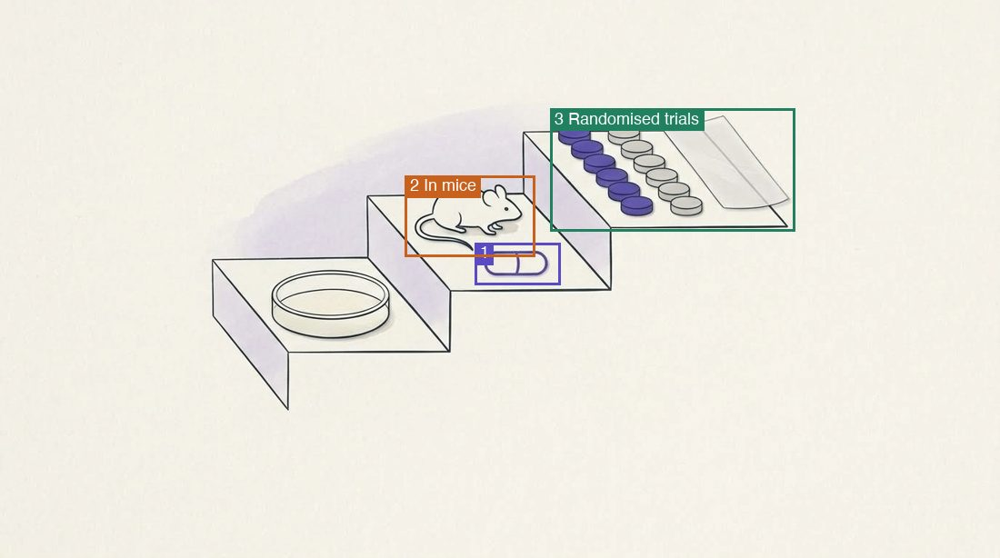 3 Randomised trials
2 In mice
1